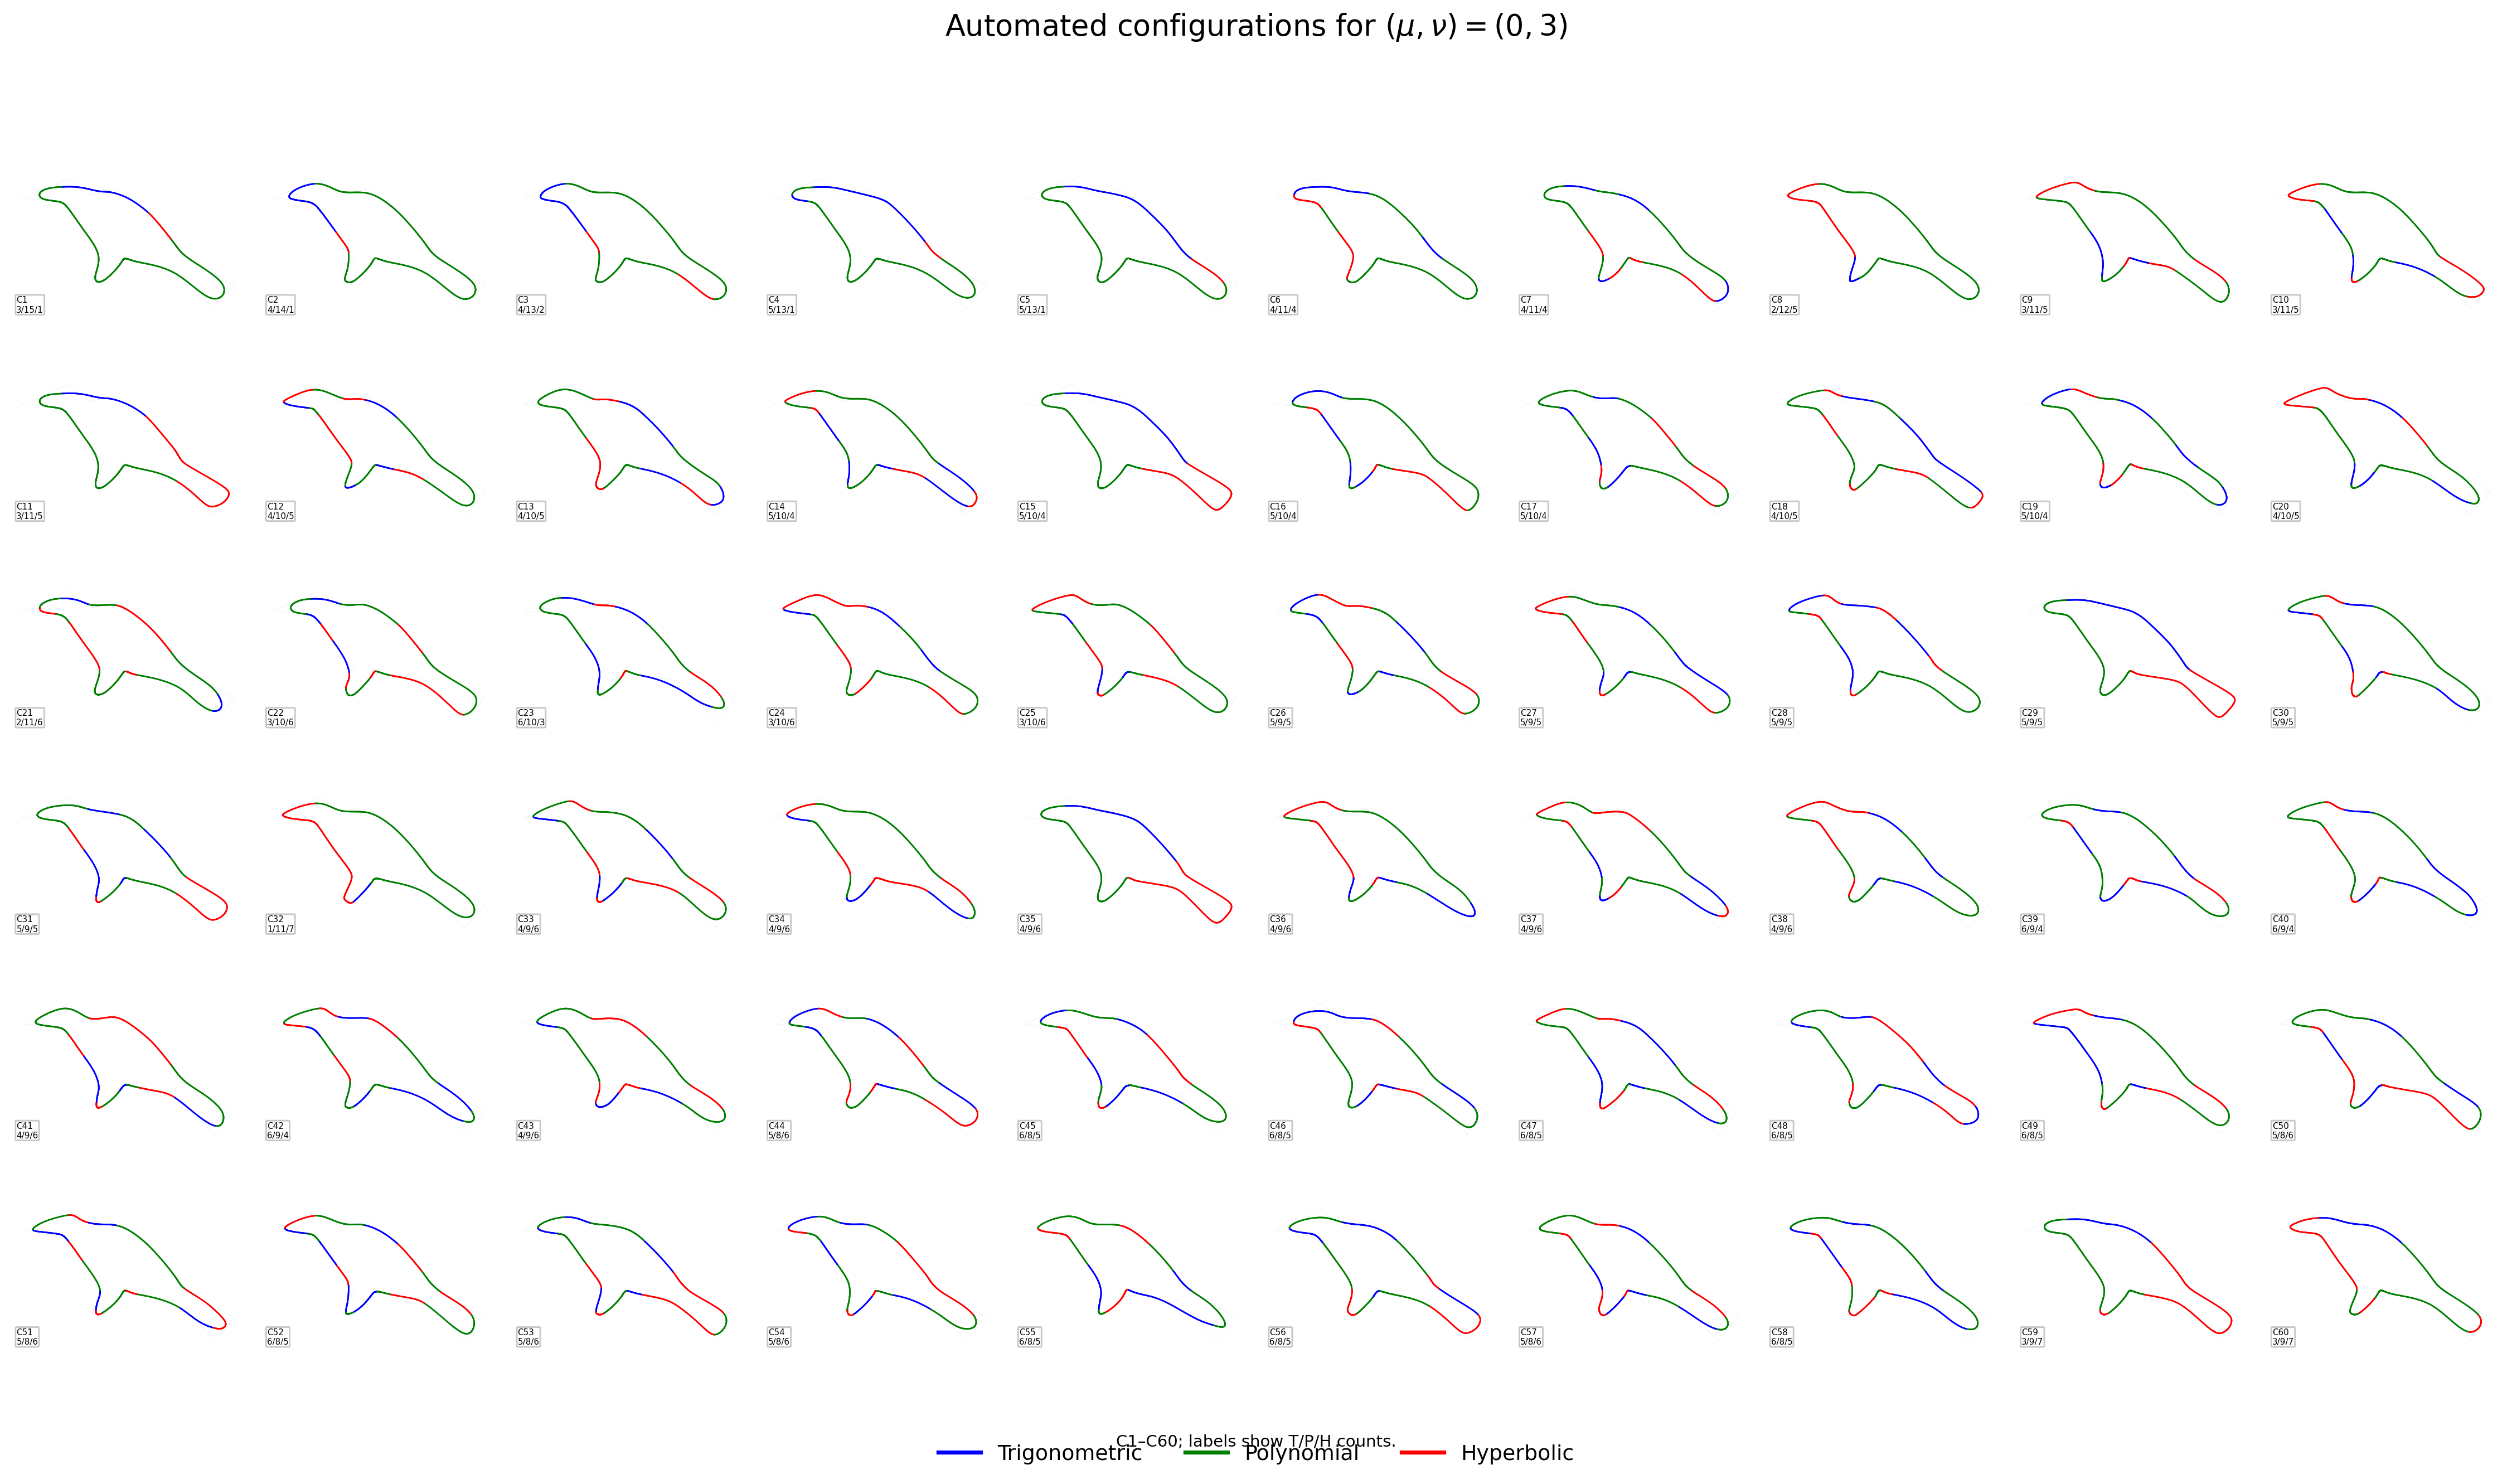 Automated configurations for (μ, ν) = (0, 3)
C1
3/15/1
C2
4/14/1
C3
4/13/2
C4
5/13/1
C5
5/13/1
C6
4/11/4
C7
4/11/4
C8
2/12/5
C9
3/11/5
C10
3/11/5
C11
3/11/5
C12
4/10/5
C13
4/10/5
C14
5/10/4
C15
5/10/4
C16
5/10/4
C17
5/10/4
C18
4/10/5
C19
5/10/4
C20
4/10/5
C21
2/11/6
C22
3/10/6
C23
6/10/3
C24
3/10/6
C25
3/10/6
C26
5/9/5
C27
5/9/5
C28
5/9/5
C29
5/9/5
C30
5/9/5
C31
5/9/5
C32
1/11/7
C33
4/9/6
C34
4/9/6
C35
4/9/6
C36
4/9/6
C37
4/9/6
C38
4/9/6
C39
6/9/4
C40
6/9/4
C41
4/9/6
C42
6/9/4
C43
4/9/6
C44
5/8/6
C45
6/8/5
C46
6/8/5
C47
6/8/5
C48
6/8/5
C49
6/8/5
C50
5/8/6
C51
5/8/6
C52
6/8/5
C53
5/8/6
C54
5/8/6
C55
6/8/5
C56
6/8/5
C57
5/8/6
C58
6/8/5
C59
3/9/7
C60
3/9/7
C1–C60; labels show T/P/H counts.
Trigonometric Polynomial Hyperbolic